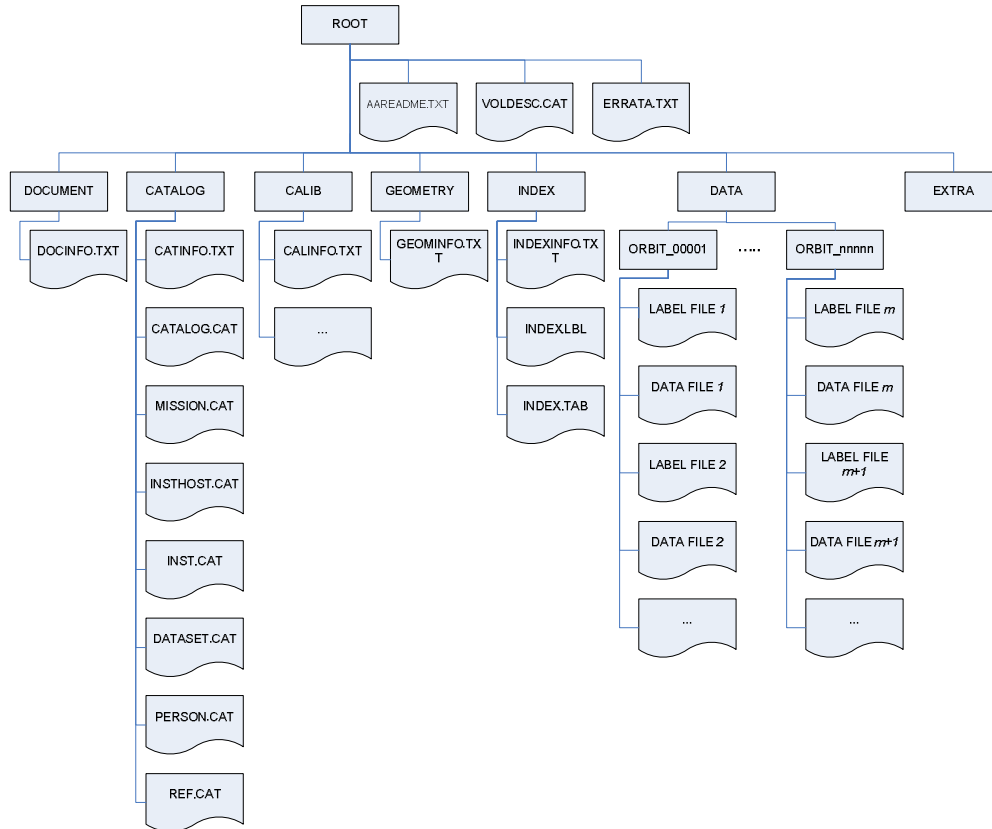 ROOT
AAREADME.TXT
VOLDESC.CAT
ERRATA.TXT
DOCUMENT
CATALOG
CALIB
GEOMETRY
INDEX
DATA
EXTRA
DOCINFO.TXT
CATINFO.TXT
CATALOG.CAT
MISSION.CAT
INSTHOST.CAT
INST.CAT
DATASET.CAT
PERSON.CAT
REF.CAT
CALINFO.TXT
...
GEOMINFO.TX
T
INDEXINFO.TX
T
INDEX.LBL
INDEX.TAB
ORBIT_00001
.....
ORBIT_nnnnn
LABEL FILE 1
DATA FILE 1
LABEL FILE 2
DATA FILE 2
...
LABEL FILE m
DATA FILE m
LABEL FILE
m+1
DATA FILE m+1
...